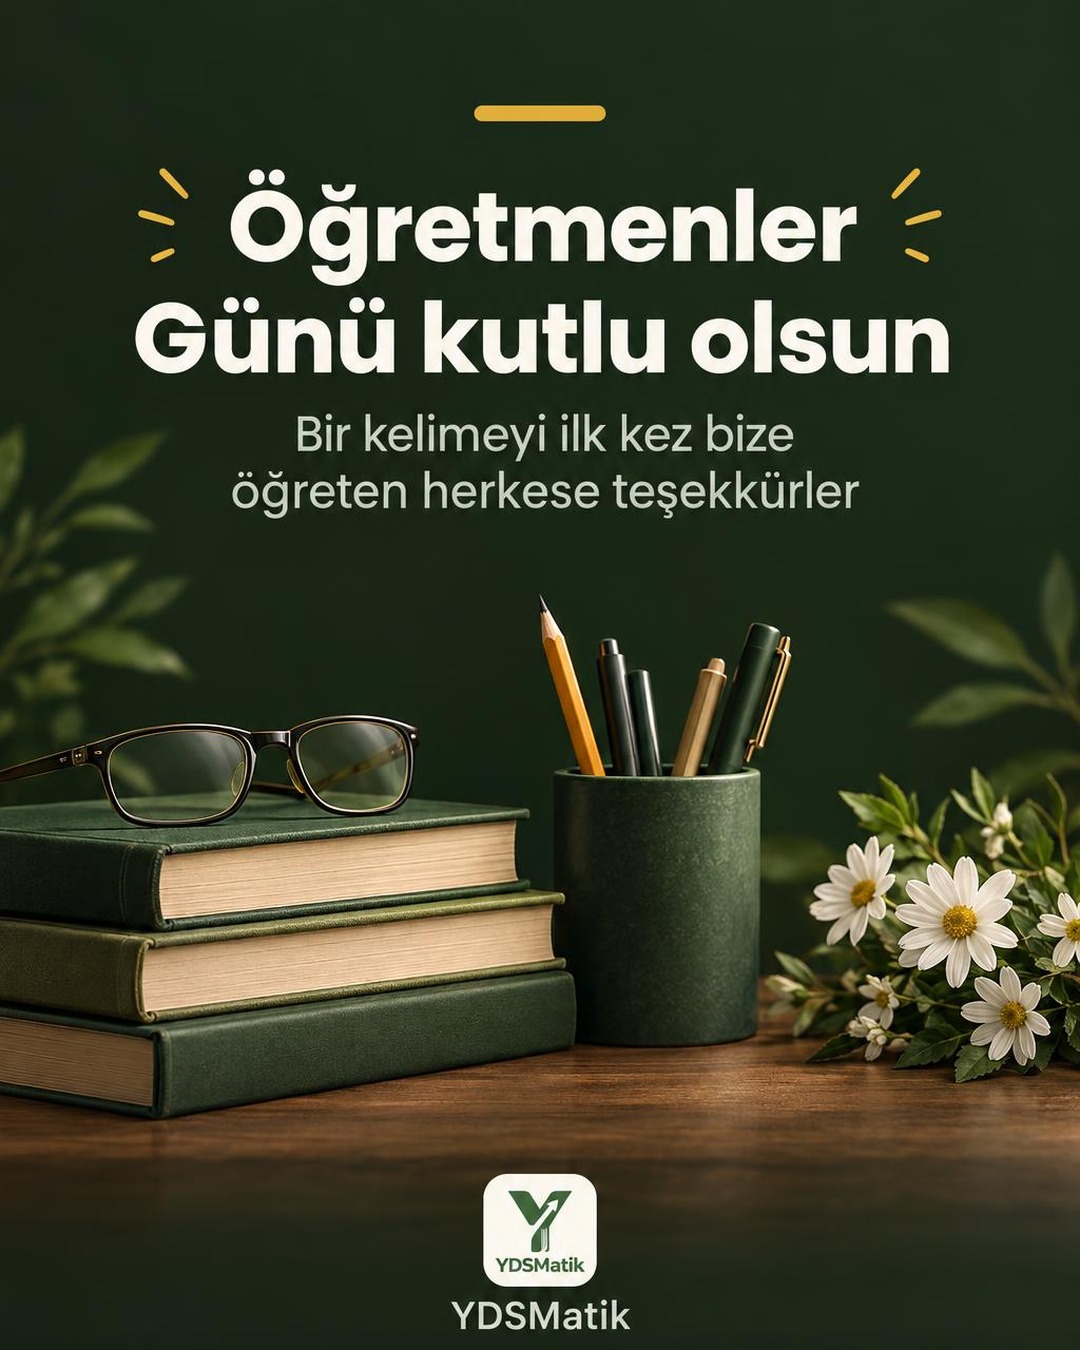 Öğretmenler
Günü kutlu olsun
Bir kelimeyi ilk kez bize
öğreten herkese teşekkürler
YDSMatik
YDSMatik